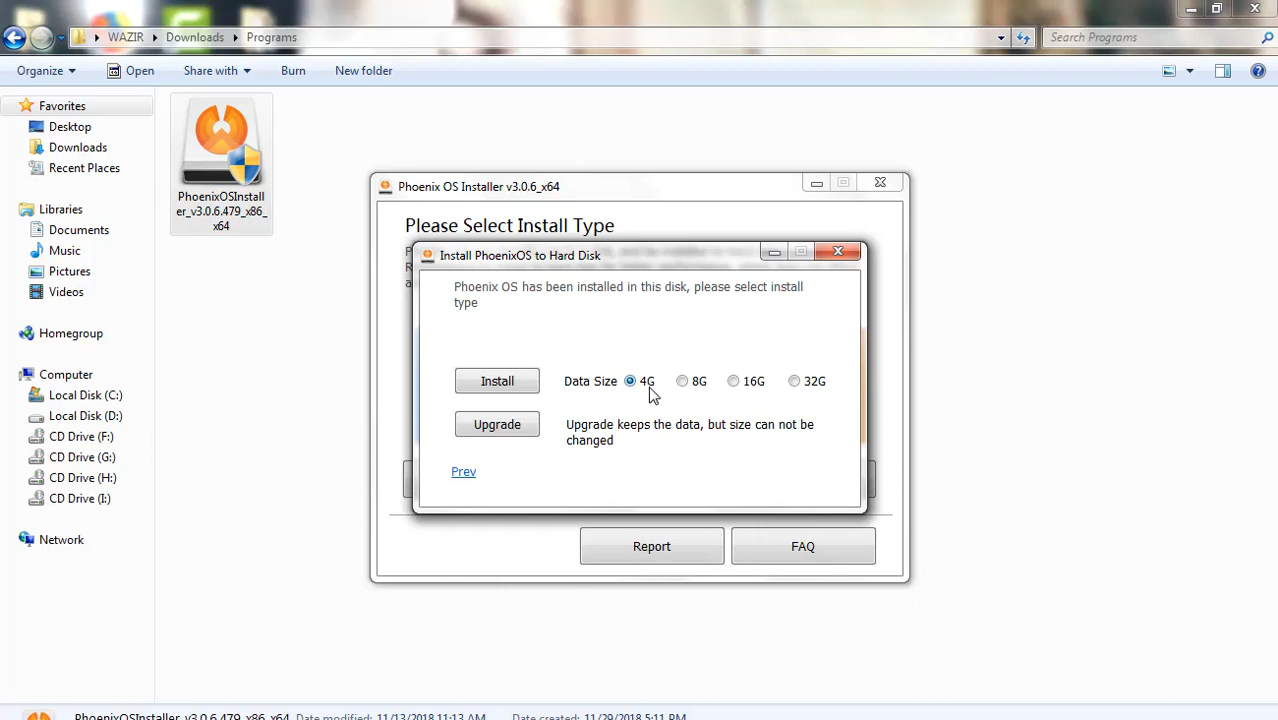 WAZIR Downloads Programs
Search Programs
Organize Open Share with Burn New folder
Favorites
Desktop
Downloads
Recent Places
Libraries
Documents
Music
Pictures
Videos
Homegroup
Computer
Local Disk (C:)
Local Disk (D:)
CD Drive (F:)
CD Drive (G:)
CD Drive (H:)
CD Drive (I:)
Network
PhoenixOSInstall
er_v3.0.6.479_x86_
x64
Phoenix OS Installer v3.0.6_x64
Please Select Install Type
Install PhoenixOS to Hard Disk
Phoenix OS has been installed in this disk, please select install
type
Install Data Size 4G 8G 16G 32G
Upgrade Upgrade keeps the data, but size can not be
changed
Prev
Report FAQ
PhoenixOSInstaller_v3.0.6.479_x86_x64 Date modified: 11/13/2018 11:13 AM Date created: 11/29/2018 5:11 PM